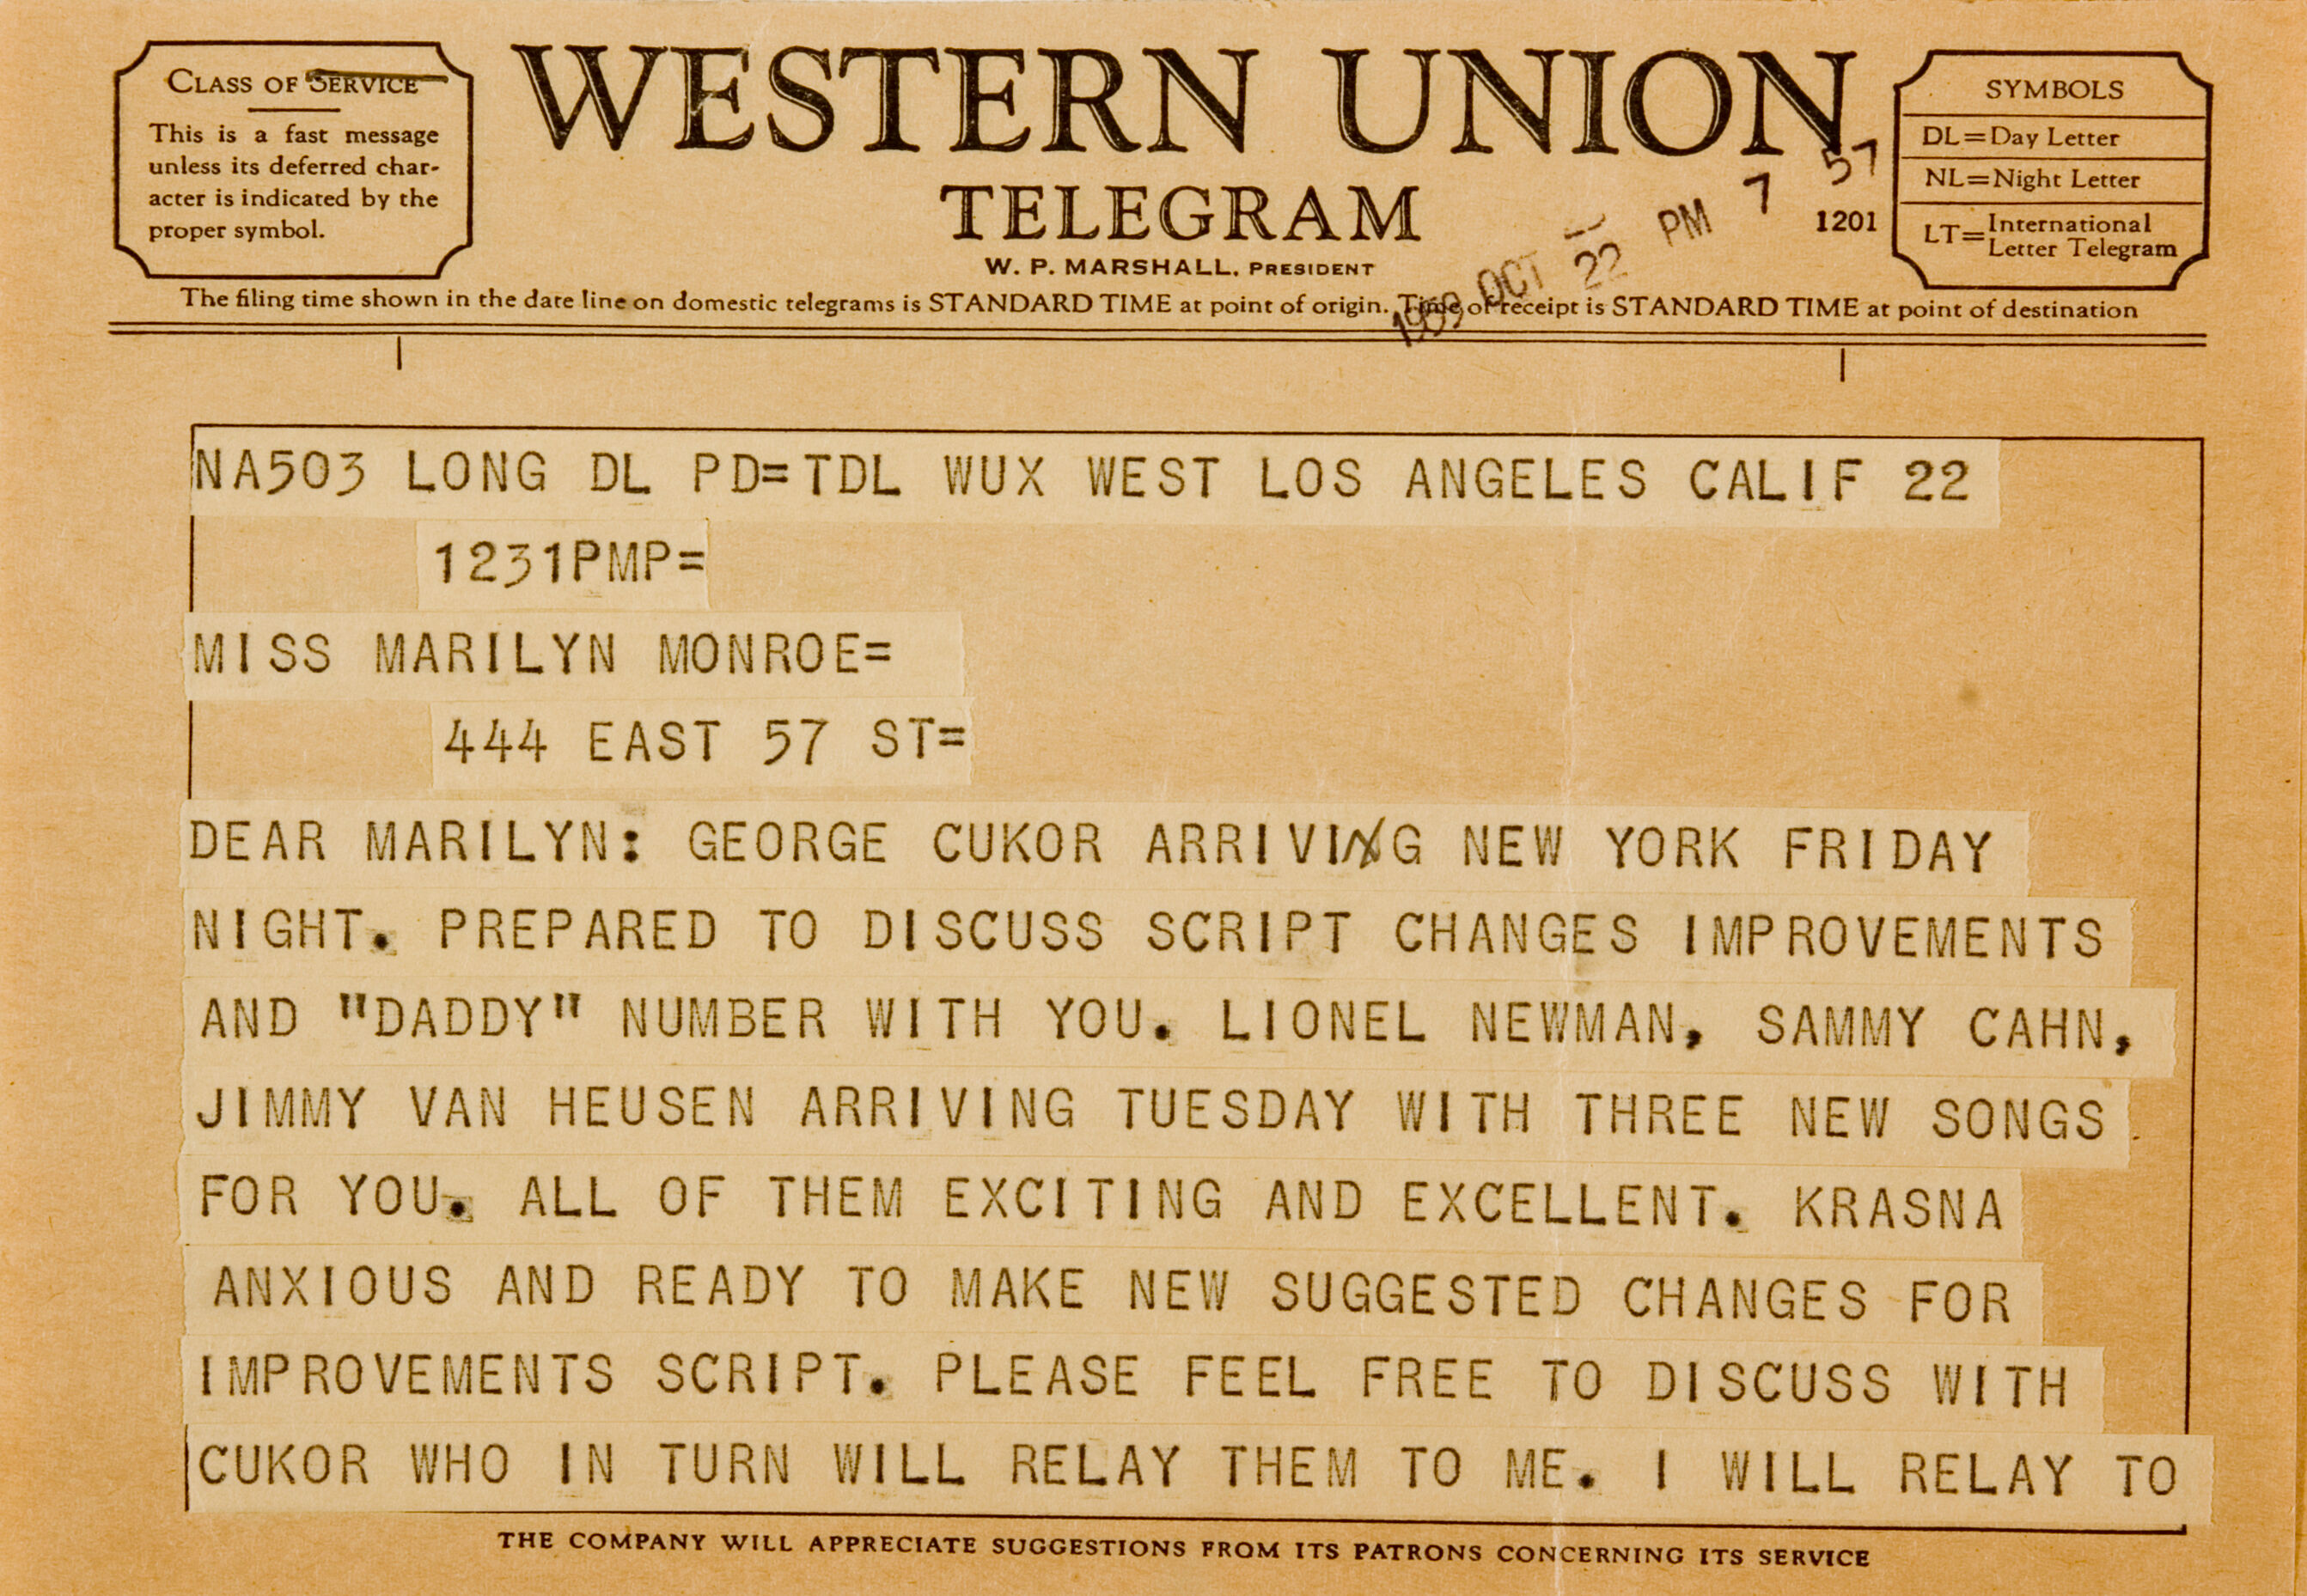 CLASS OF SERVICE
This is a fast message
unless its deferred char-
acter is indicated by the
proper symbol.
WESTERN UNION
TELEGRAM
W. P. MARSHALL, PRESIDENT
1201
SYMBOLS
DL=Day Letter
NL=Night Letter
LT=International
Letter Telegram
1959 OCT 22 PM 7 57
The filing time shown in the date line on domestic telegrams is STANDARD TIME at point of origin. Time of receipt is STANDARD TIME at point of destination
NA503 LONG DL PD=TDL WUX WEST LOS ANGELES CALIF 22
1231PMP=
MISS MARILYN MONROE=
444 EAST 57 ST=
DEAR MARILYN: GEORGE CUKOR ARRIVING NEW YORK FRIDAY
NIGHT. PREPARED TO DISCUSS SCRIPT CHANGES IMPROVEMENTS
AND "DADDY" NUMBER WITH YOU. LIONEL NEWMAN, SAMMY CAHN,
JIMMY VAN HEUSEN ARRIVING TUESDAY WITH THREE NEW SONGS
FOR YOU. ALL OF THEM EXCITING AND EXCELLENT. KRASNA
ANXIOUS AND READY TO MAKE NEW SUGGESTED CHANGES FOR
IMPROVEMENTS SCRIPT. PLEASE FEEL FREE TO DISCUSS WITH
CUKOR WHO IN TURN WILL RELAY THEM TO ME. I WILL RELAY TO
THE COMPANY WILL APPRECIATE SUGGESTIONS FROM ITS PATRONS CONCERNING ITS SERVICE